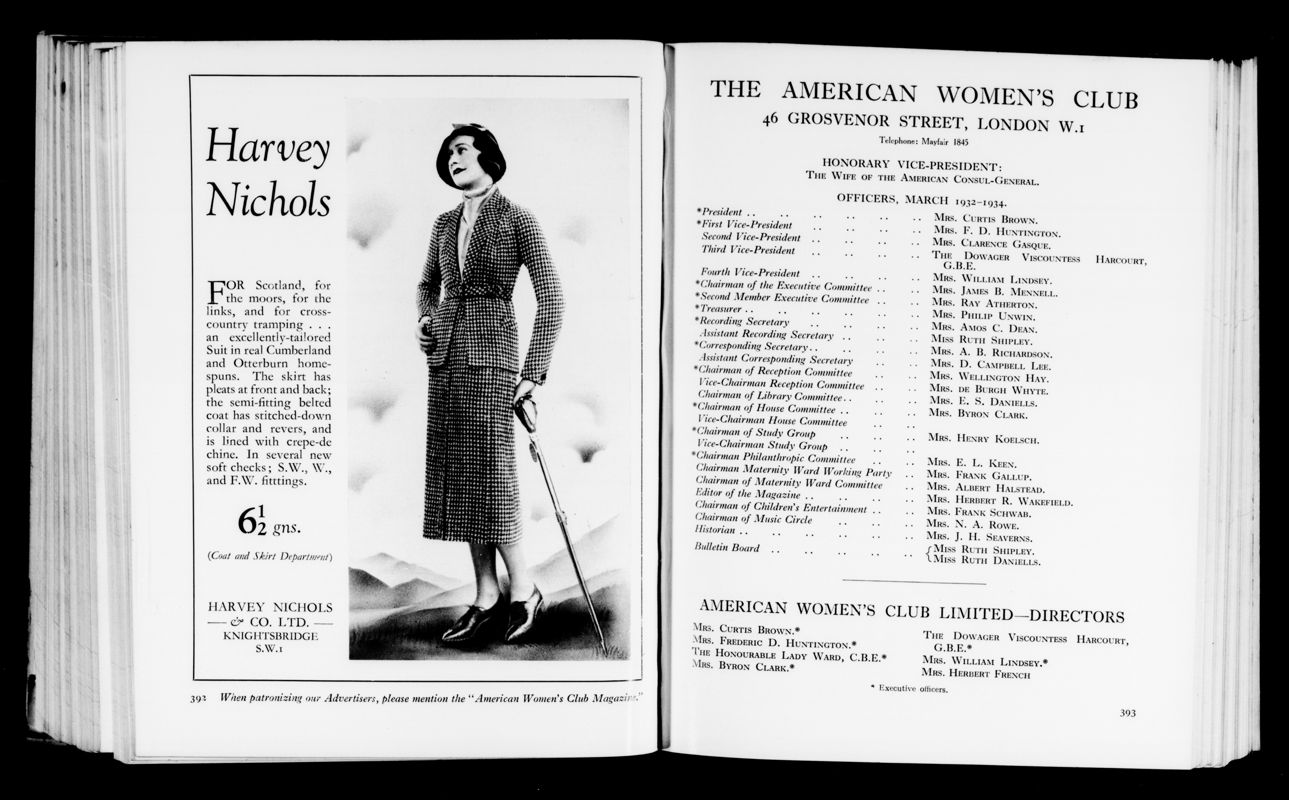 Harvey
Nichols
FOR Scotland, for
the moors, for the
links, and for cross-
country tramping . . .
an excellently-tailored
Suit in real Cumberland
and Otterburn home-
spuns. The skirt has
pleats at front and back;
the semi-fitting belted
coat has stitched-down
collar and revers, and
is lined with crepe-de
chine. In several new
soft checks; S.W., W.,
and F.W. fitttings.
6½ gns.
(Coat and Skirt Department)
HARVEY NICHOLS
— & CO. LTD. —
KNIGHTSBRIDGE
S.W.1
392 When patronizing our Advertisers, please mention the "American Women's Club Magazine."
THE AMERICAN WOMEN'S CLUB
46 GROSVENOR STREET, LONDON W.1
Telephone: Mayfair 1845
HONORARY VICE-PRESIDENT:
THE WIFE OF THE AMERICAN CONSUL-GENERAL.
OFFICERS, MARCH 1932-1934.
*President .. .. .. .. .. .. MRS. CURTIS BROWN.
*First Vice-President .. .. .. .. MRS. F. D. HUNTINGTON.
Second Vice-President .. .. .. .. MRS. CLARENCE GASQUE.
Third Vice-President .. .. .. .. THE DOWAGER VISCOUNTESS HARCOURT,
G.B.E.
Fourth Vice-President .. .. .. .. MRS. WILLIAM LINDSEY.
*Chairman of the Executive Committee .. .. MRS. JAMES B. MENNELL.
*Second Member Executive Committee .. .. MRS. RAY ATHERTON.
*Treasurer .. .. .. .. .. .. MRS. PHILIP UNWIN.
*Recording Secretary .. .. .. .. MRS. AMOS C. DEAN.
Assistant Recording Secretary .. .. .. MISS RUTH SHIPLEY.
*Corresponding Secretary .. .. .. .. MRS. A. B. RICHARDSON.
Assistant Corresponding Secretary .. .. MRS. D. CAMPBELL LEE.
*Chairman of Reception Committee .. .. MRS. WELLINGTON HAY.
Vice-Chairman Reception Committee .. .. MRS. DE BURGH WHYTE.
Chairman of Library Committee .. .. .. MRS. E. S. DANIELLS.
*Chairman of House Committee .. .. .. MRS. BYRON CLARK.
Vice-Chairman House Committee .. ..
*Chairman of Study Group .. .. .. MRS. HENRY KOELSCH.
Vice-Chairman Study Group .. .. ..
*Chairman Philanthropic Committee .. .. MRS. E. L. KEEN.
Chairman Maternity Ward Working Party .. MRS. FRANK GALLUP.
Chairman of Maternity Ward Committee .. MRS. ALBERT HALSTEAD.
Editor of the Magazine .. .. .. .. MRS. HERBERT R. WAKEFIELD.
Chairman of Children's Entertainment .. .. MRS. FRANK SCHWAB.
Chairman of Music Circle .. .. .. MRS. N. A. ROWE.
Historian .. .. .. .. .. .. MRS. J. H. SEAVERNS.
Bulletin Board .. .. .. .. .. { MISS RUTH SHIPLEY.
MISS RUTH DANIELLS.
AMERICAN WOMEN'S CLUB LIMITED—DIRECTORS
MRS. CURTIS BROWN.*
MRS. FREDERIC D. HUNTINGTON.*
THE HONOURABLE LADY WARD, C.B.E.*
MRS. BYRON CLARK.*
THE DOWAGER VISCOUNTESS HARCOURT,
G.B.E.*
MRS. WILLIAM LINDSEY.*
MRS. HERBERT FRENCH
* Executive officers.
393